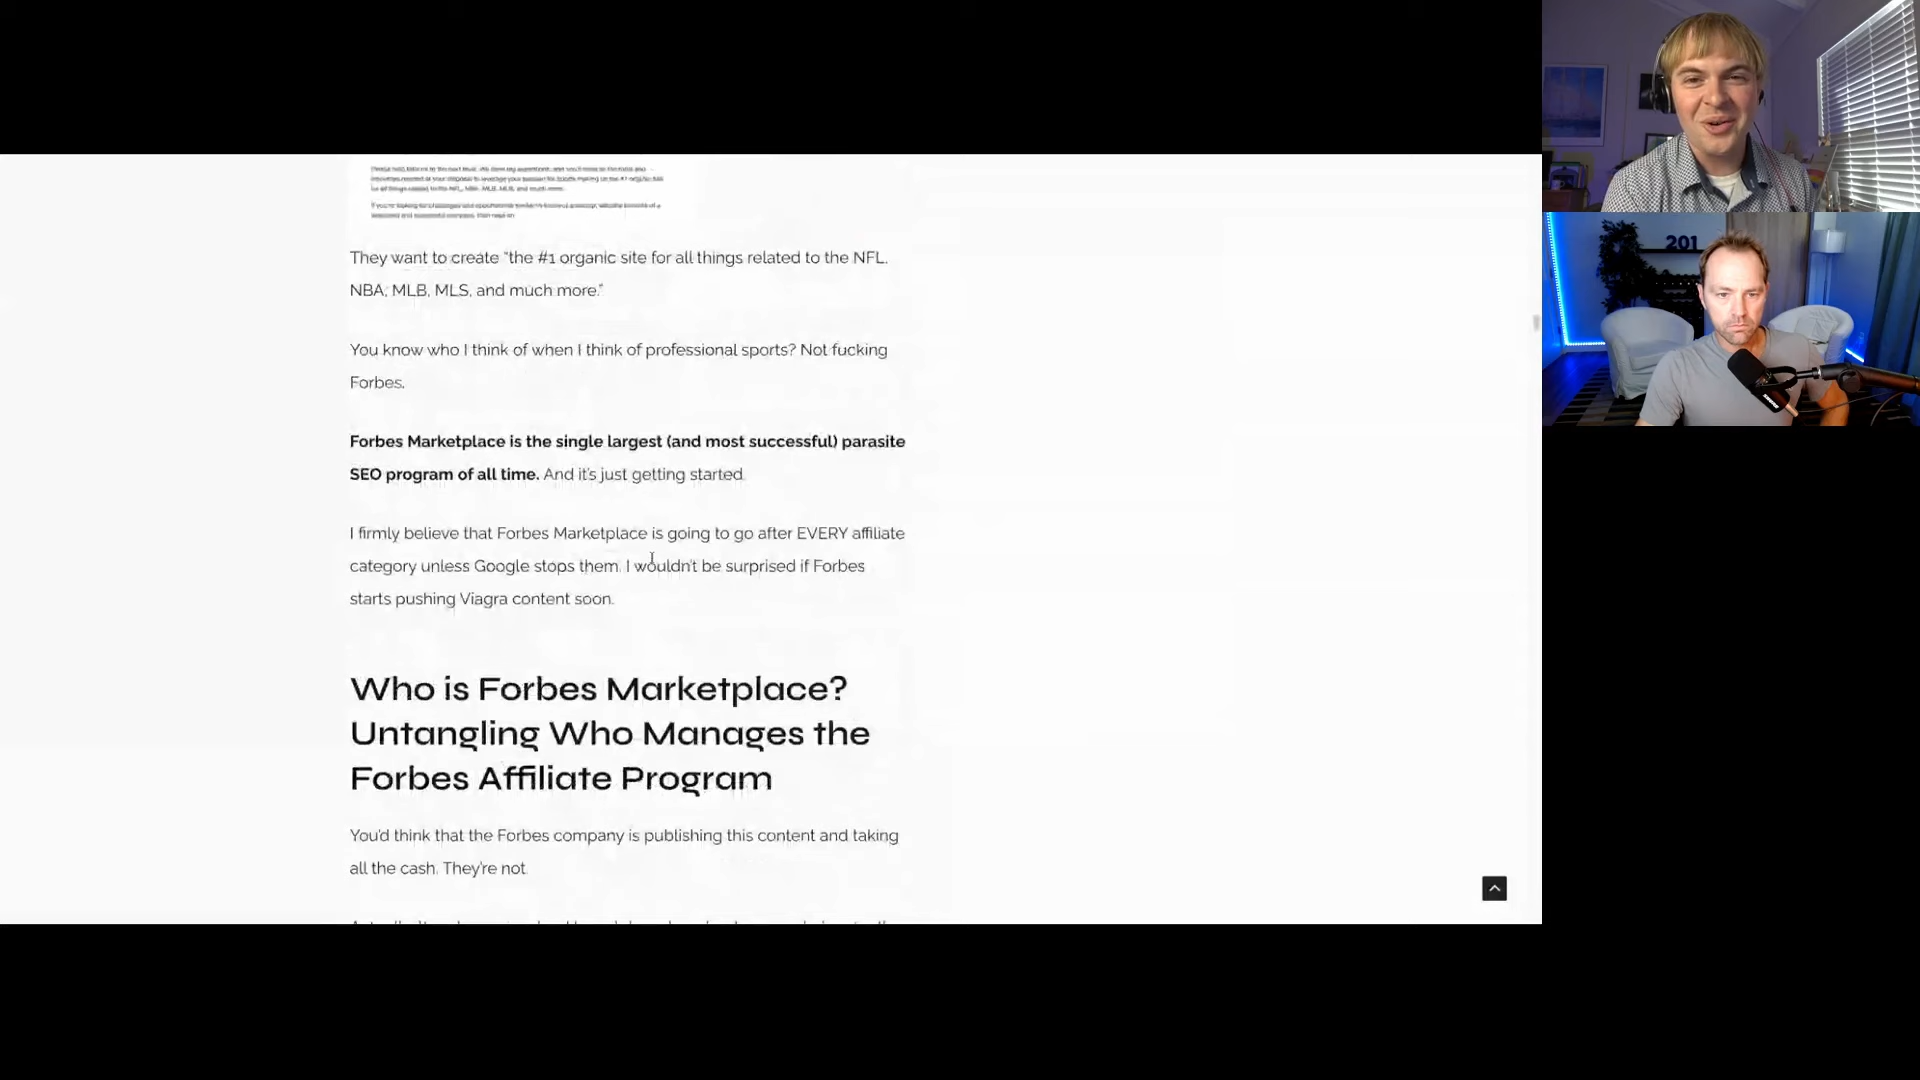 They want to create "the #1 organic site for all things related to the NFL,
NBA, MLB, MLS, and much more."
You know who I think of when I think of professional sports? Not fucking
Forbes.
Forbes Marketplace is the single largest (and most successful) parasite
SEO program of all time. And it's just getting started.
I firmly believe that Forbes Marketplace is going to go after EVERY affiliate
category unless Google stops them. I wouldn't be surprised if Forbes
starts pushing Viagra content soon.
Who is Forbes Marketplace?
Untangling Who Manages the
Forbes Affiliate Program
You'd think that the Forbes company is publishing this content and taking
all the cash. They're not.
201